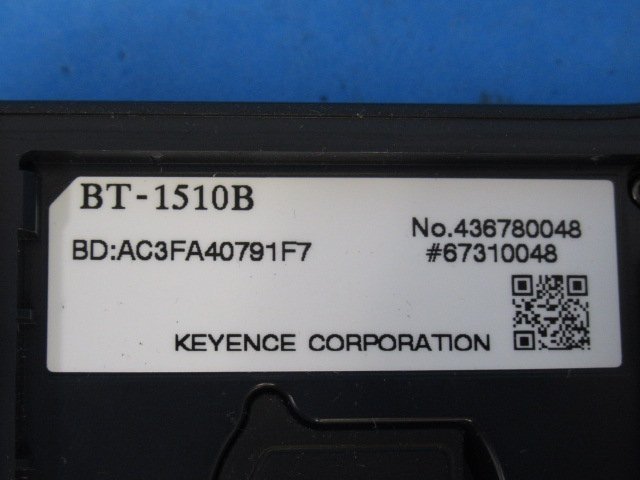 BT-1510B
No.436780048
BD:AC3FA40791F7
#67310048
KEYENCE CORPORATION